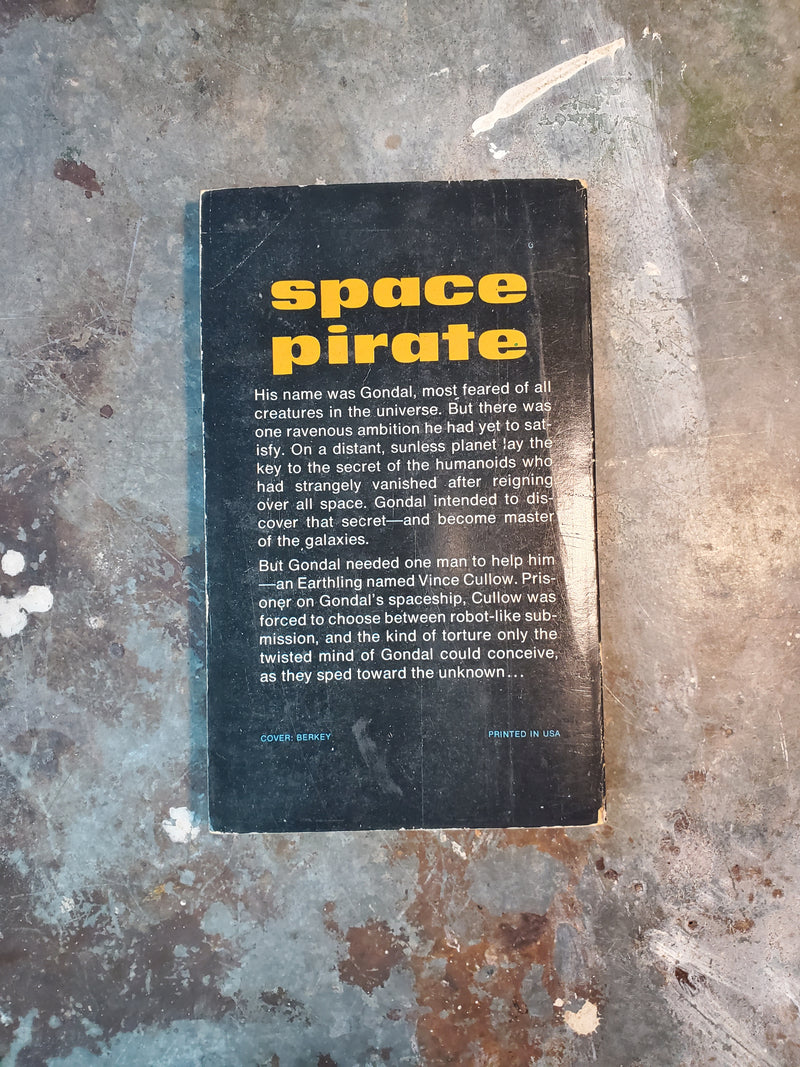 space
pirate
His name was Gondal, most feared of all
creatures in the universe. But there was
one ravenous ambition he had yet to sat-
isfy. On a distant, sunless planet lay the
key to the secret of the humanoids who
had strangely vanished after reigning
over all space. Gondal intended to dis-
cover that secret—and become master
of the galaxies.
But Gondal needed one man to help him
—an Earthling named Vince Cullow. Pris-
oner on Gondal's spaceship, Cullow was
forced to choose between robot-like sub-
mission, and the kind of torture only the
twisted mind of Gondal could conceive,
as they sped toward the unknown...
COVER: BERKEY PRINTED IN USA